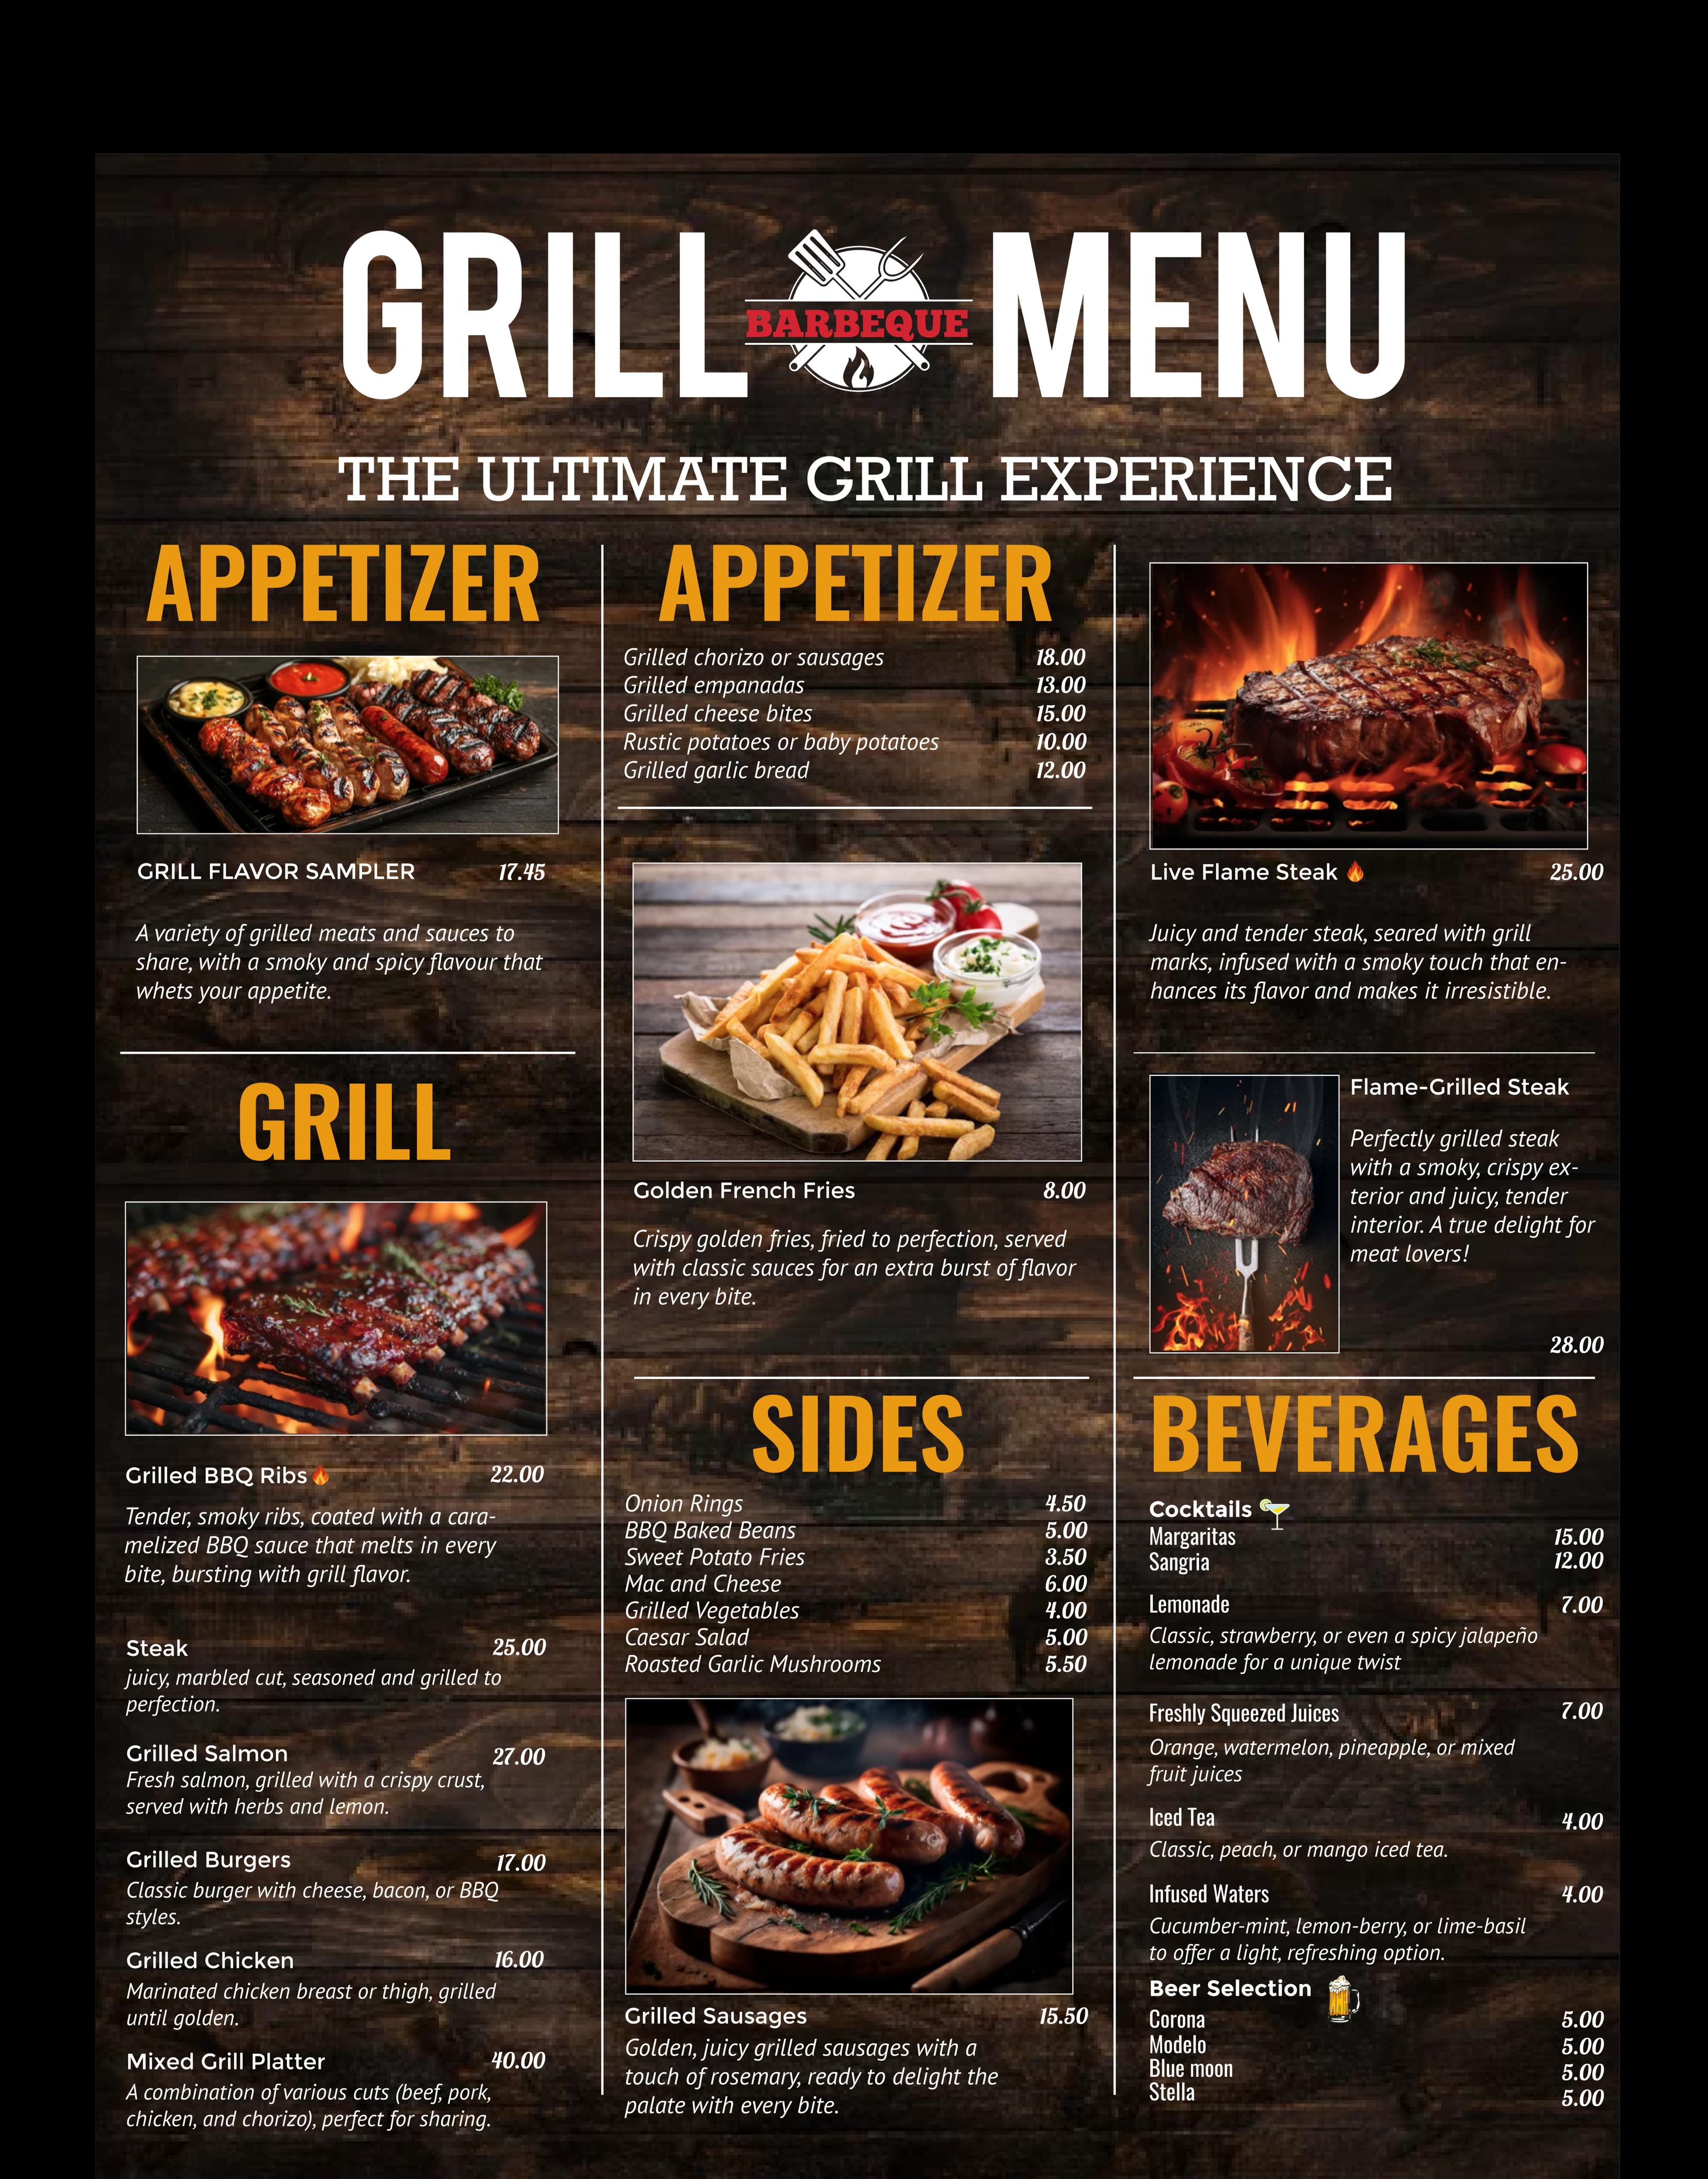 GRILL BARBEQUE MENU
THE ULTIMATE GRILL EXPERIENCE
APPETIZER
GRILL FLAVOR SAMPLER 17.45
A variety of grilled meats and sauces to
share, with a smoky and spicy flavour that
whets your appetite.
GRILL
Grilled BBQ Ribs 22.00
Tender, smoky ribs, coated with a cara-
melized BBQ sauce that melts in every
bite, bursting with grill flavor.
Steak 25.00
juicy, marbled cut, seasoned and grilled to
perfection.
Grilled Salmon 27.00
Fresh salmon, grilled with a crispy crust,
served with herbs and lemon.
Grilled Burgers 17.00
Classic burger with cheese, bacon, or BBQ
styles.
Grilled Chicken 16.00
Marinated chicken breast or thigh, grilled
until golden.
Mixed Grill Platter 40.00
A combination of various cuts (beef, pork,
chicken, and chorizo), perfect for sharing.
APPETIZER
Grilled chorizo or sausages 18.00
Grilled empanadas 13.00
Grilled cheese bites 15.00
Rustic potatoes or baby potatoes 10.00
Grilled garlic bread 12.00
Golden French Fries 8.00
Crispy golden fries, fried to perfection, served
with classic sauces for an extra burst of flavor
in every bite.
SIDES
Onion Rings 4.50
BBQ Baked Beans 5.00
Sweet Potato Fries 3.50
Mac and Cheese 6.00
Grilled Vegetables 4.00
Caesar Salad 5.00
Roasted Garlic Mushrooms 5.50
Grilled Sausages 15.50
Golden, juicy grilled sausages with a
touch of rosemary, ready to delight the
palate with every bite.
Live Flame Steak 25.00
Juicy and tender steak, seared with grill
marks, infused with a smoky touch that en-
hances its flavor and makes it irresistible.
Flame-Grilled Steak
Perfectly grilled steak
with a smoky, crispy ex-
terior and juicy, tender
interior. A true delight for
meat lovers!
28.00
BEVERAGES
Cocktails
Margaritas 15.00
Sangria 12.00
Lemonade 7.00
Classic, strawberry, or even a spicy jalapeño
lemonade for a unique twist
Freshly Squeezed Juices 7.00
Orange, watermelon, pineapple, or mixed
fruit juices
Iced Tea 4.00
Classic, peach, or mango iced tea.
Infused Waters 4.00
Cucumber-mint, lemon-berry, or lime-basil
to offer a light, refreshing option.
Beer Selection
Corona 5.00
Modelo 5.00
Blue moon 5.00
Stella 5.00